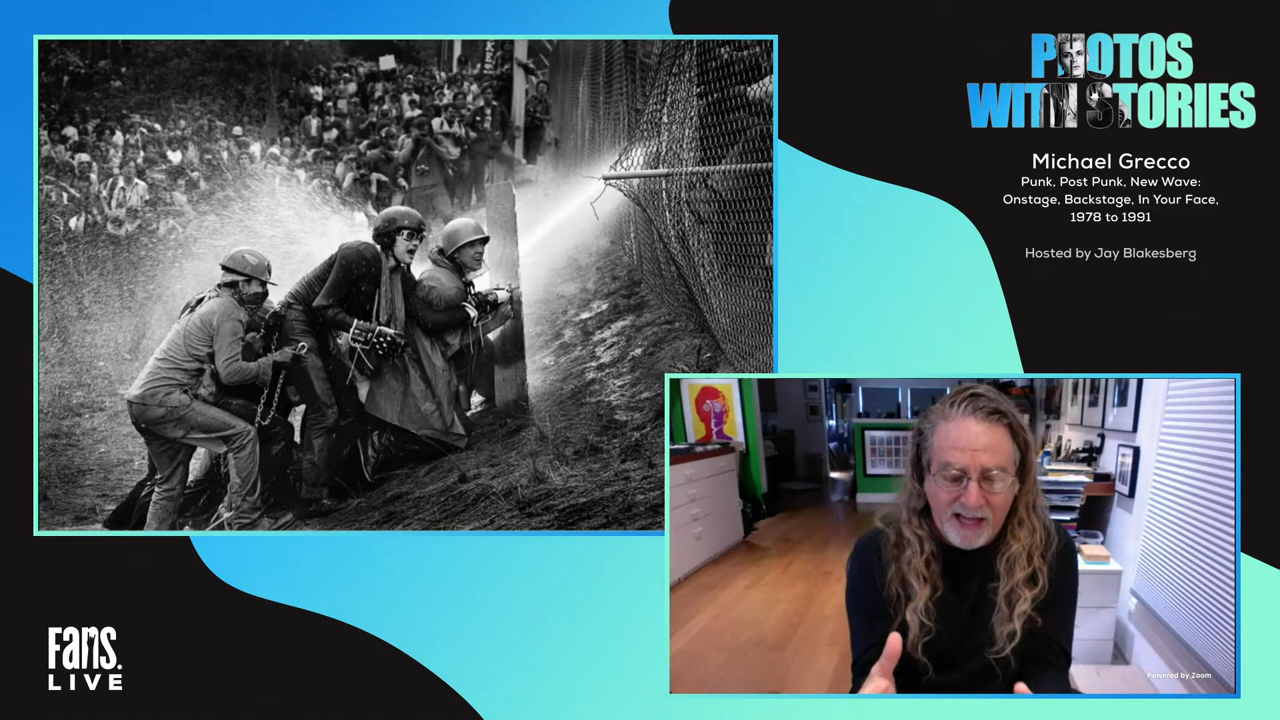 PHOTOS
WITH STORIES
Michael Grecco
Punk, Post Punk, New Wave:
Onstage, Backstage, In Your Face,
1978 to 1991
Hosted by Jay Blakesberg
Powered by Zoom
Fans.
LIVE